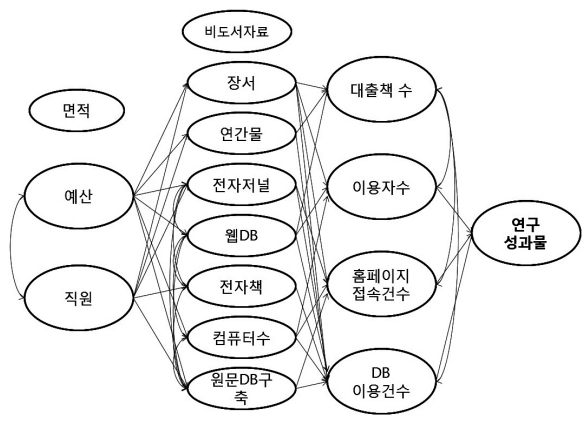 비도서자료
장서
연간물
전자저널
웹DB
전자책
컴퓨터수
원문DB구
축
면적
예산
직원
대출책 수
이용자수
홈페이지
접속건수
DB
이용건수
연구
성과물